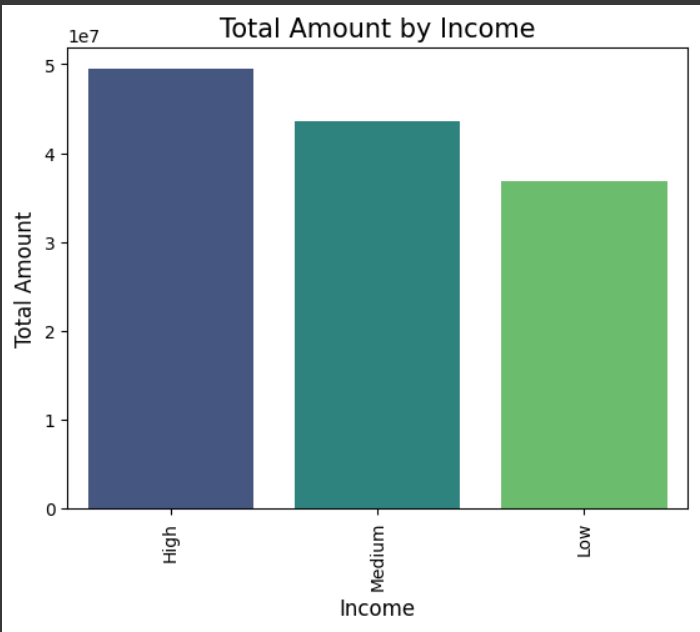 Total Amount by Income
1e7
5
4
3
2
1
0
Total Amount
High
Medium
Low
Income